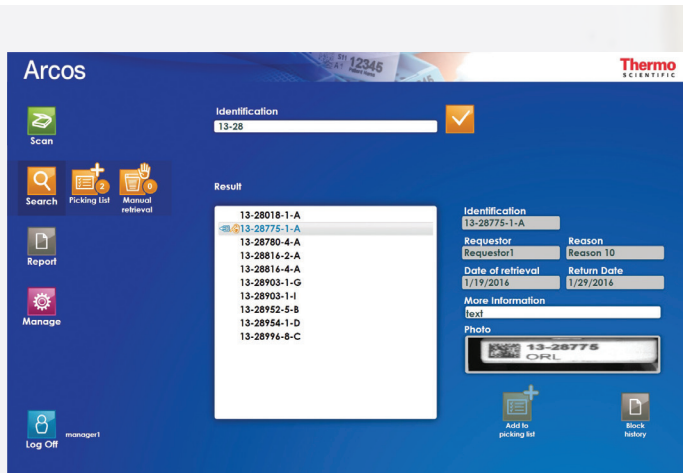 Arcos
STI 12345
Thermo
SCIENTIFIC
Identification
13-28
Scan
Search
Picking List
2
Manual
retrieval
0
Result
13-28018-1-A
13-28775-1-A
13-28780-4-A
13-28816-2-A
13-28816-4-A
13-28903-1-G
13-28903-1-I
13-28952-5-B
13-28954-1-D
13-28996-8-C
Identification
13-28775-1-A
Requestor
Reason
Requestor1
Reason 10
Date of retrieval
Return Date
1/19/2016
1/29/2016
More Information
text
Photo
13-28775
ORL
Report
Manage
Add to
picking list
Block
history
Log Off
manager1